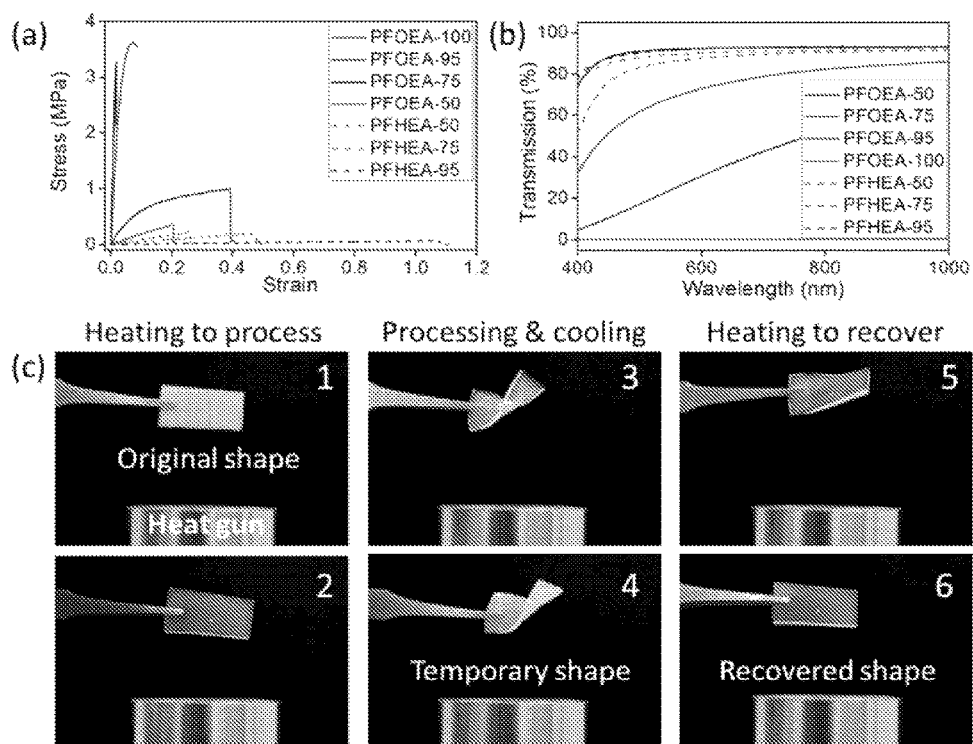 (a)
4
3
2
1
0
Stress (MPa)
0.0 0.2 0.4 0.6 0.8 1.0 1.2
Strain
PFOEA-100
PFOEA-95
PFOEA-75
PFOEA-50
PFHEA-50
PFHEA-75
PFHEA-95
(b)
100
80
60
40
20
0
Transmission (%)
400 600 800 1000
Wavelength (nm)
PFOEA-50
PFOEA-75
PFOEA-95
PFOEA-100
PFHEA-50
PFHEA-75
PFHEA-95
(c)
Heating to process
Processing & cooling
Heating to recover
1
Original shape
Heat gun
3
5
2
4
Temporary shape
6
Recovered shape